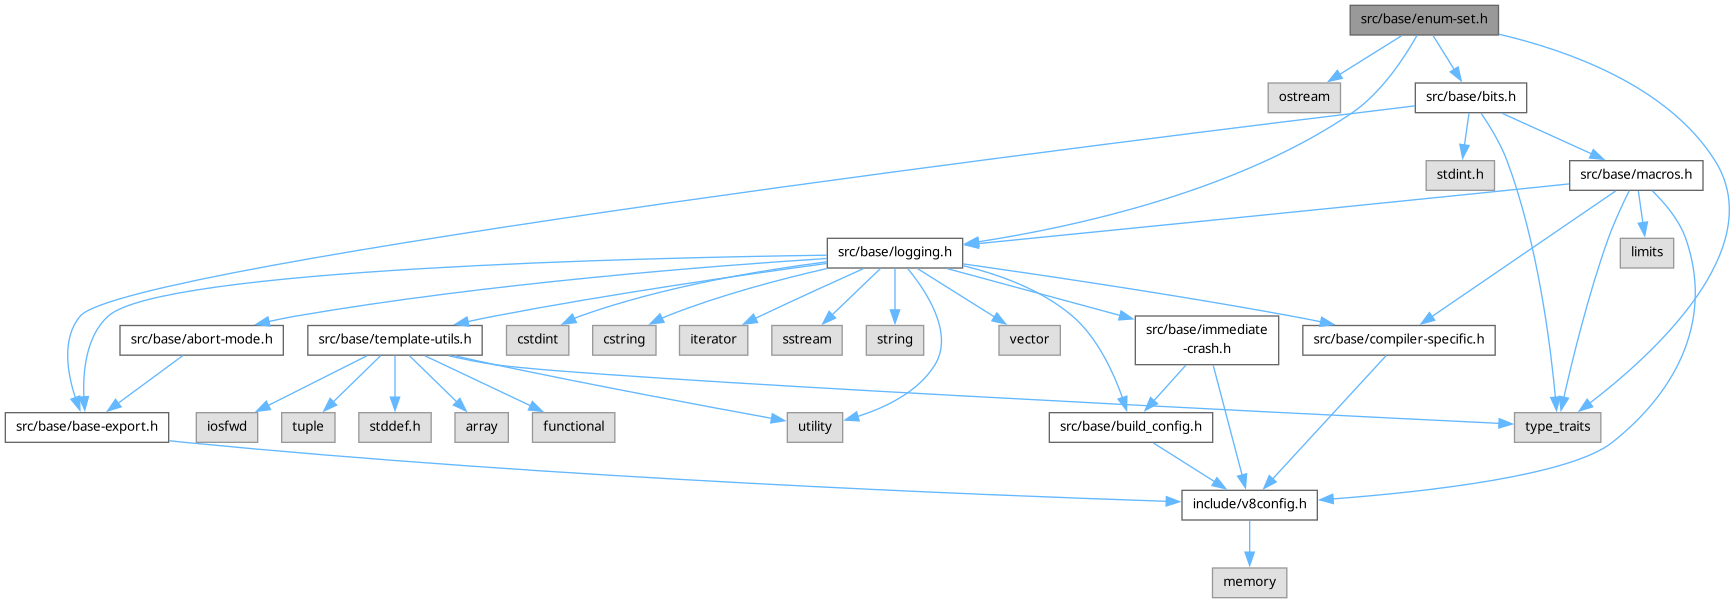 src/base/enum-set.h
ostream
src/base/bits.h
stdint.h
src/base/macros.h
src/base/logging.h
limits
src/base/abort-mode.h
src/base/template-utils.h
cstdint
cstring
iterator
sstream
string
vector
src/base/immediate
-crash.h
src/base/compiler-specific.h
src/base/base-export.h
iosfwd
tuple
stddef.h
array
functional
utility
src/base/build_config.h
type_traits
include/v8config.h
memory